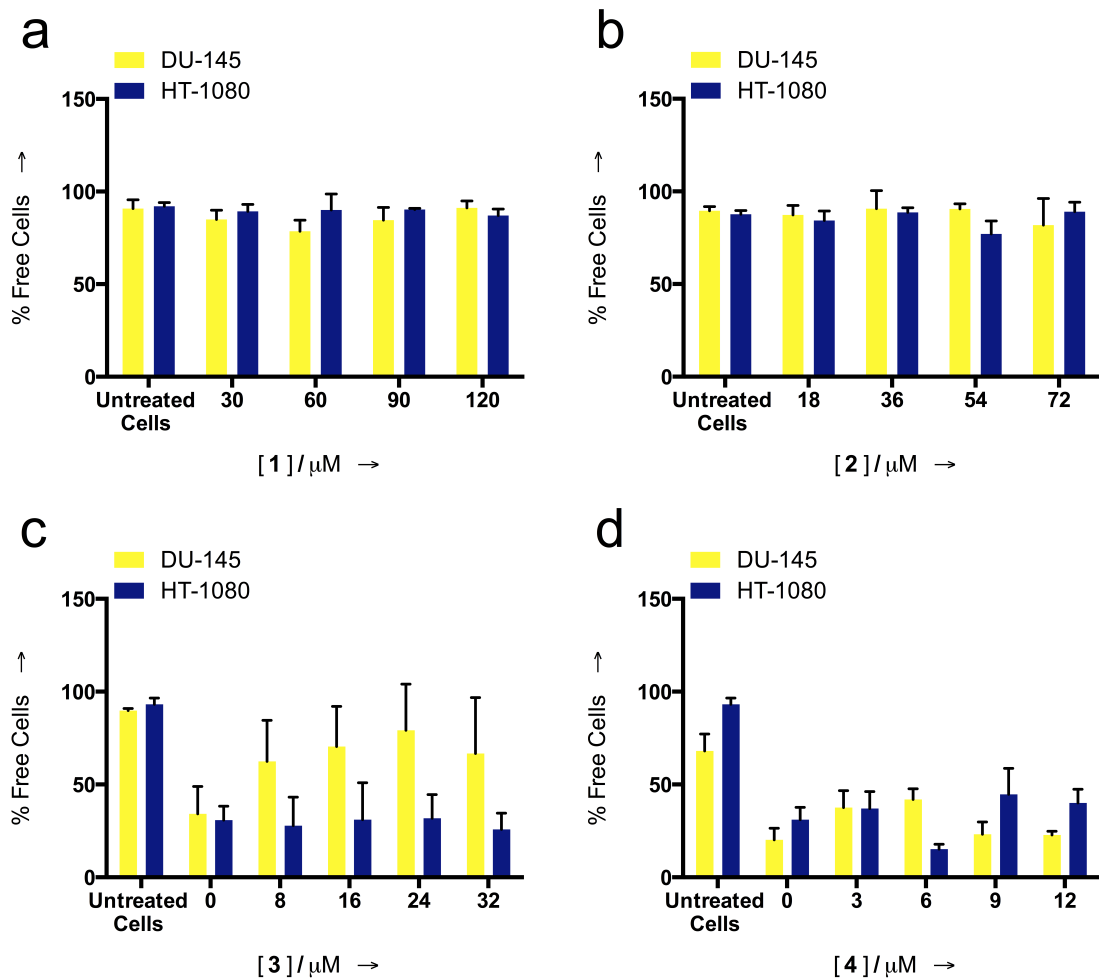 a
DU-145
HT-1080
150
100
50
0
% Free Cells →
Untreated Cells 30 60 90 120
[ 1 ] / μM →
b
DU-145
HT-1080
150
100
50
0
% Free Cells →
Untreated Cells 18 36 54 72
[ 2 ] / μM →
c
DU-145
HT-1080
150
100
50
0
% Free Cells →
Untreated Cells 0 8 16 24 32
[ 3 ] / μM →
d
DU-145
HT-1080
150
100
50
0
% Free Cells →
Untreated Cells 0 3 6 9 12
[ 4 ] / μM →